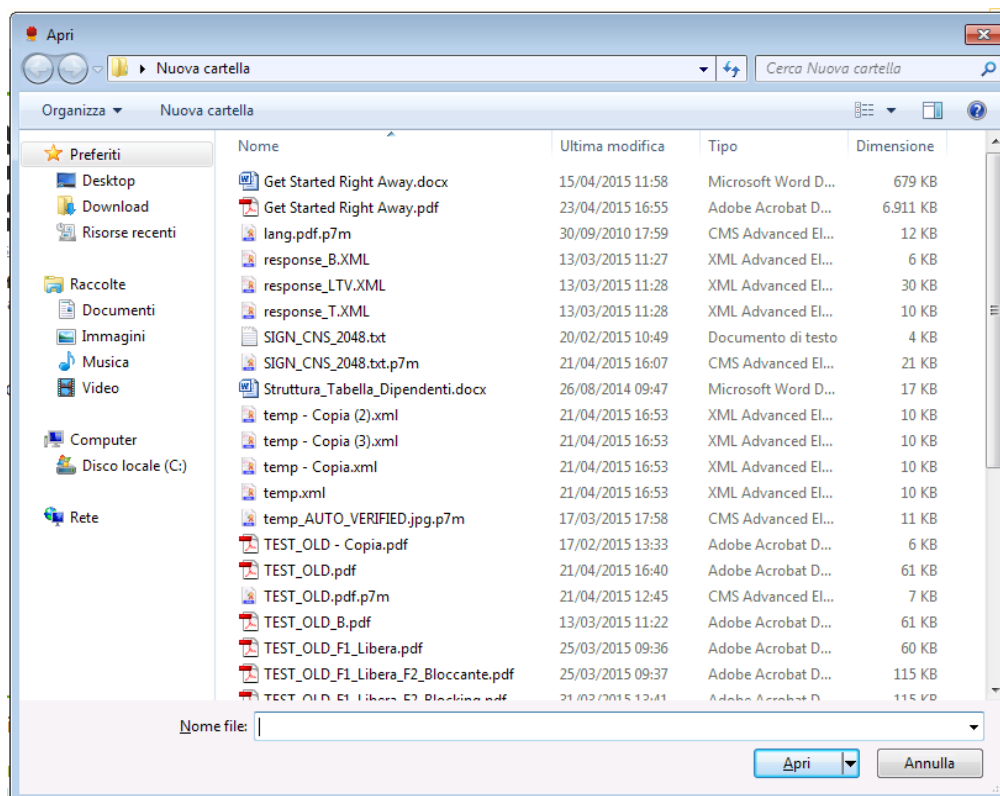 Apri
Nuova cartella
Cerca Nuova cartella
Organizza Nuova cartella
Nome Ultima modifica Tipo Dimensione
Preferiti
Desktop
Download
Risorse recenti
Raccolte
Documenti
Immagini
Musica
Video
Computer
Disco locale (C:)
Rete
Get Started Right Away.docx 15/04/2015 11:58 Microsoft Word D... 679 KB
Get Started Right Away.pdf 23/04/2015 16:55 Adobe Acrobat D... 6.911 KB
lang.pdf.p7m 30/09/2010 17:59 CMS Advanced El... 12 KB
response_B.XML 13/03/2015 11:27 XML Advanced El... 6 KB
response_LTV.XML 13/03/2015 11:28 XML Advanced El... 30 KB
response_T.XML 13/03/2015 11:28 XML Advanced El... 10 KB
SIGN_CNS_2048.txt 20/02/2015 10:49 Documento di testo 4 KB
SIGN_CNS_2048.txt.p7m 21/04/2015 16:07 CMS Advanced El... 21 KB
Struttura_Tabella_Dipendenti.docx 26/08/2014 09:47 Microsoft Word D... 17 KB
temp - Copia (2).xml 21/04/2015 16:53 XML Advanced El... 10 KB
temp - Copia (3).xml 21/04/2015 16:53 XML Advanced El... 10 KB
temp - Copia.xml 21/04/2015 16:53 XML Advanced El... 10 KB
temp.xml 21/04/2015 16:53 XML Advanced El... 10 KB
temp_AUTO_VERIFIED.jpg.p7m 17/03/2015 17:58 CMS Advanced El... 11 KB
TEST_OLD - Copia.pdf 17/02/2015 13:33 Adobe Acrobat D... 6 KB
TEST_OLD.pdf 21/04/2015 16:40 Adobe Acrobat D... 61 KB
TEST_OLD.pdf.p7m 21/04/2015 12:45 CMS Advanced El... 7 KB
TEST_OLD_B.pdf 13/03/2015 11:22 Adobe Acrobat D... 61 KB
TEST_OLD_F1_Libera.pdf 25/03/2015 09:36 Adobe Acrobat D... 60 KB
TEST_OLD_F1_Libera_F2_Bloccante.pdf 25/03/2015 09:37 Adobe Acrobat D... 115 KB
TEST_OLD_F1_Libera_F2_Blocking.pdf 31/03/2015 13:41 Adobe Acrobat D... 115 KB
Nome file:
Apri Annulla